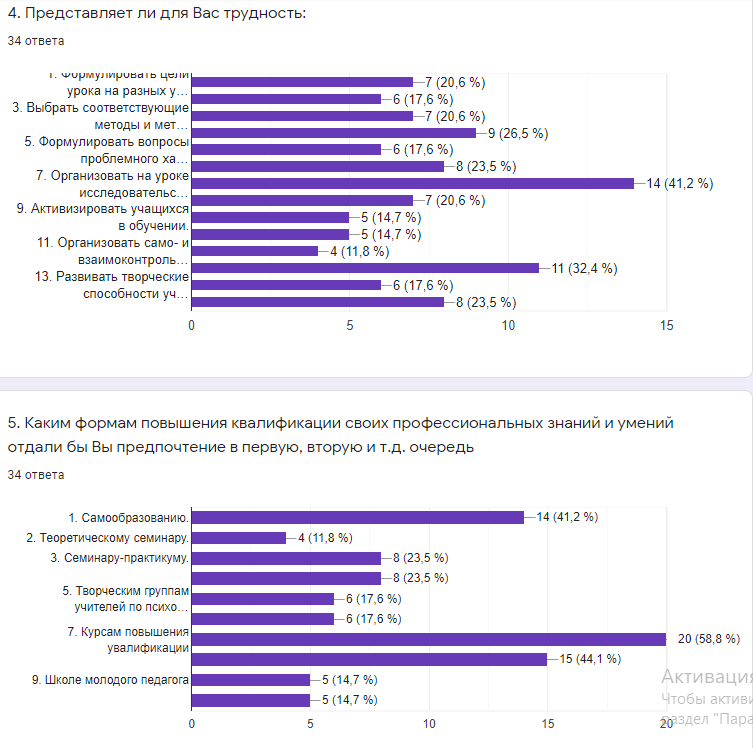 4. Представляет ли для Вас трудность:
34 ответа
1. Формулировать цели
урока на разных у…
3. Выбрать соответствующие
методы и мет…
5. Формулировать вопросы
проблемного ха…
7. Организовать на уроке
исследовательс…
9. Активизировать учащихся
в обучении.
11. Организовать само- и
взаимоконтроль…
13. Развивать творческие
способности уч…
7 (20,6 %)
6 (17,6 %)
7 (20,6 %)
9 (26,5 %)
6 (17,6 %)
8 (23,5 %)
14 (41,2 %)
7 (20,6 %)
5 (14,7 %)
5 (14,7 %)
4 (11,8 %)
11 (32,4 %)
6 (17,6 %)
8 (23,5 %)
0 5 10 15
5. Каким формам повышения квалификации своих профессиональных знаний и умений
отдали бы Вы предпочтение в первую, вторую и т.д. очередь
34 ответа
1. Самообразованию.
2. Теоретическому семинару.
3. Семинару-практикуму.
5. Творческим группам
учителей по психо…
7. Курсам повышения
увалификации
9. Школе молодого педагога
14 (41,2 %)
4 (11,8 %)
8 (23,5 %)
8 (23,5 %)
6 (17,6 %)
6 (17,6 %)
20 (58,8 %)
15 (44,1 %)
5 (14,7 %)
5 (14,7 %)
0 5 10 15 20
Активация
Чтобы активи
раздел "Пара